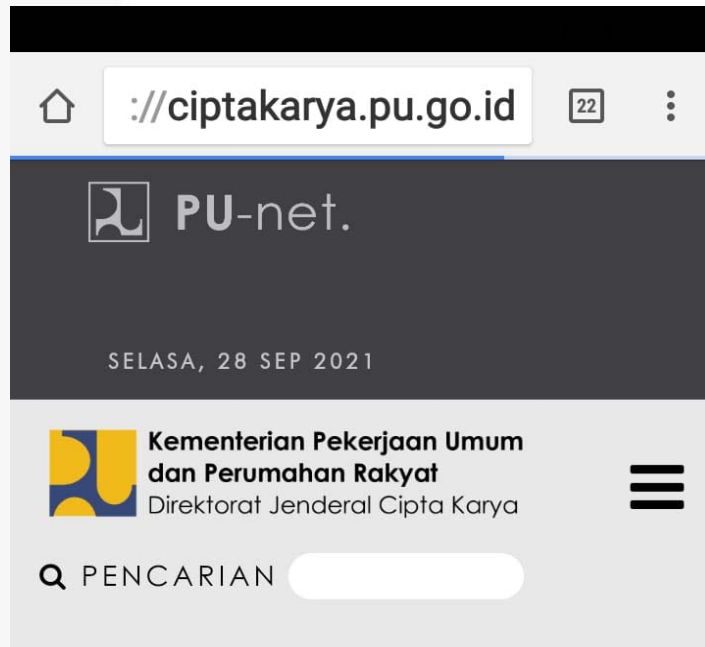 ://ciptakarya.pu.go.id
22
PU-net.
SELASA, 28 SEP 2021
Kementerian Pekerjaan Umum
dan Perumahan Rakyat
Direktorat Jenderal Cipta Karya
PENCARIAN